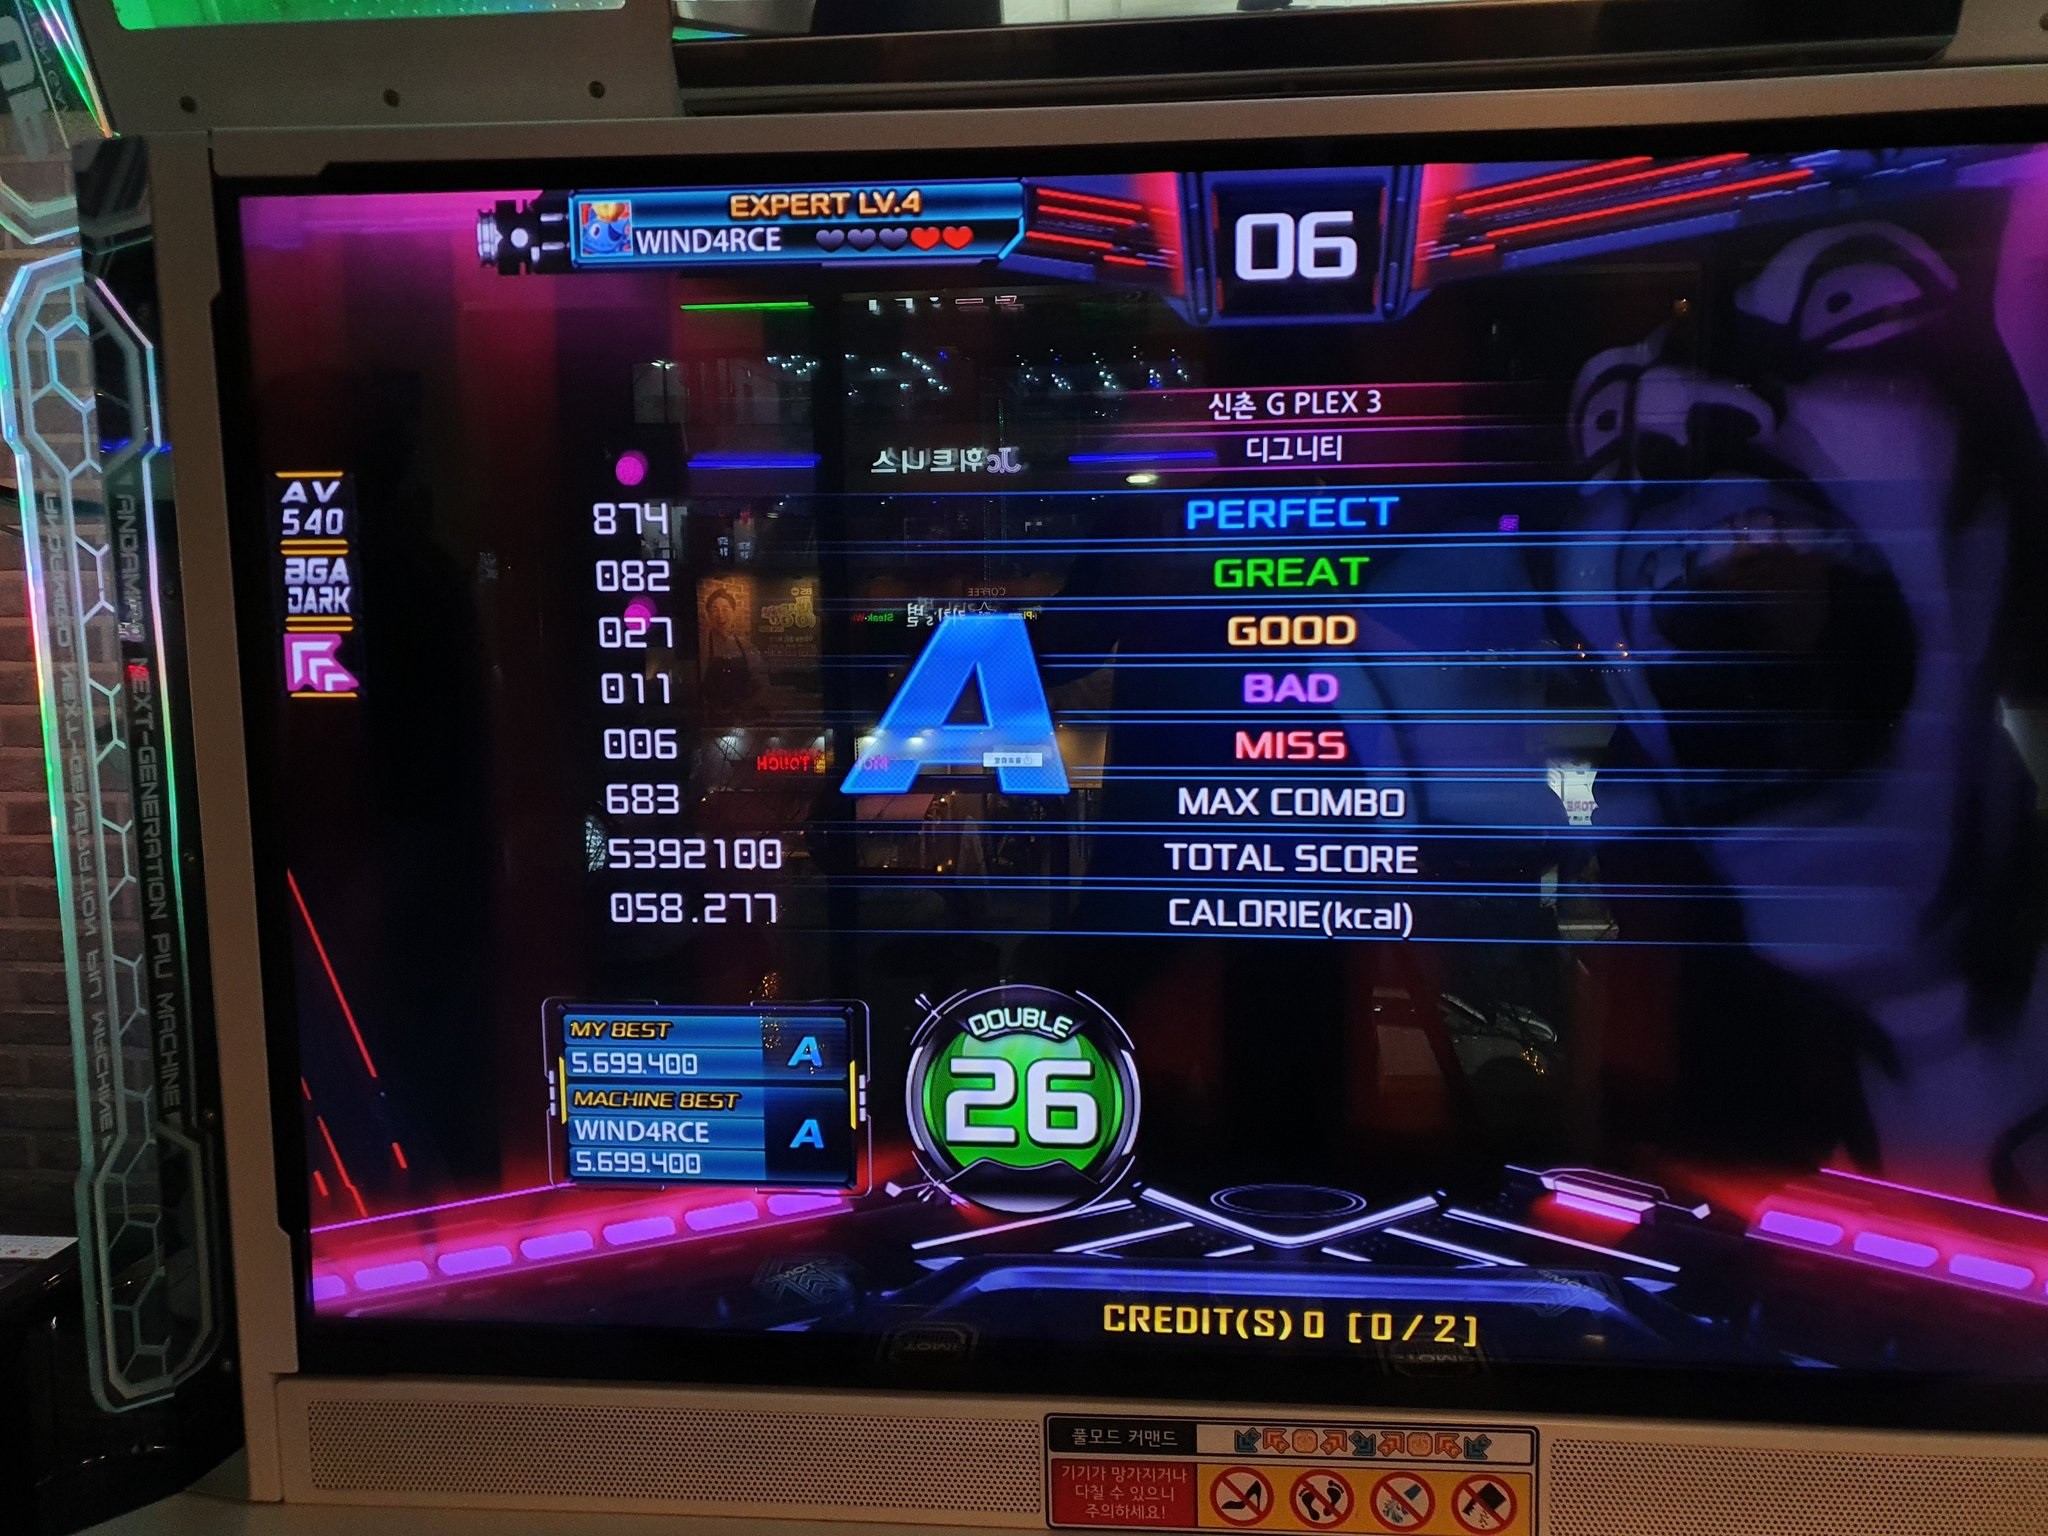 EXPERT LV.4
WIND4RCE
06
신촌 G PLEX 3
디그니티
AV
540
BGA
DARK
874 PERFECT
082 GREAT
027 GOOD
011 BAD
006 MISS
683 MAX COMBO
5392100 TOTAL SCORE
058.277 CALORIE(kcal)
A
MY BEST
5.699.400 A
MACHINE BEST
WIND4RCE A
5.699.400
DOUBLE
26
CREDIT(S) 0 [0/2]
ANDAMIRO NEXT-GENERATION PIU MACHINE
풀모드 커맨드
기기가 망가지거나
다칠 수 있으니
주의하세요!